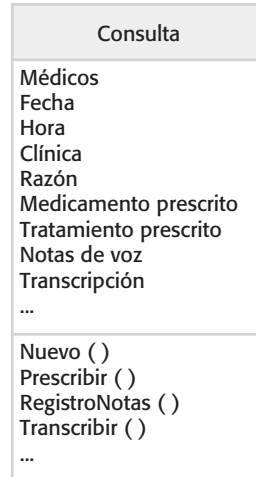 Consulta
Médicos
Fecha
Hora
Clínica
Razón
Medicamento prescrito
Tratamiento prescrito
Notas de voz
Transcripción
...
Nuevo ( )
Prescribir ( )
RegistroNotas ( )
Transcribir ( )
...